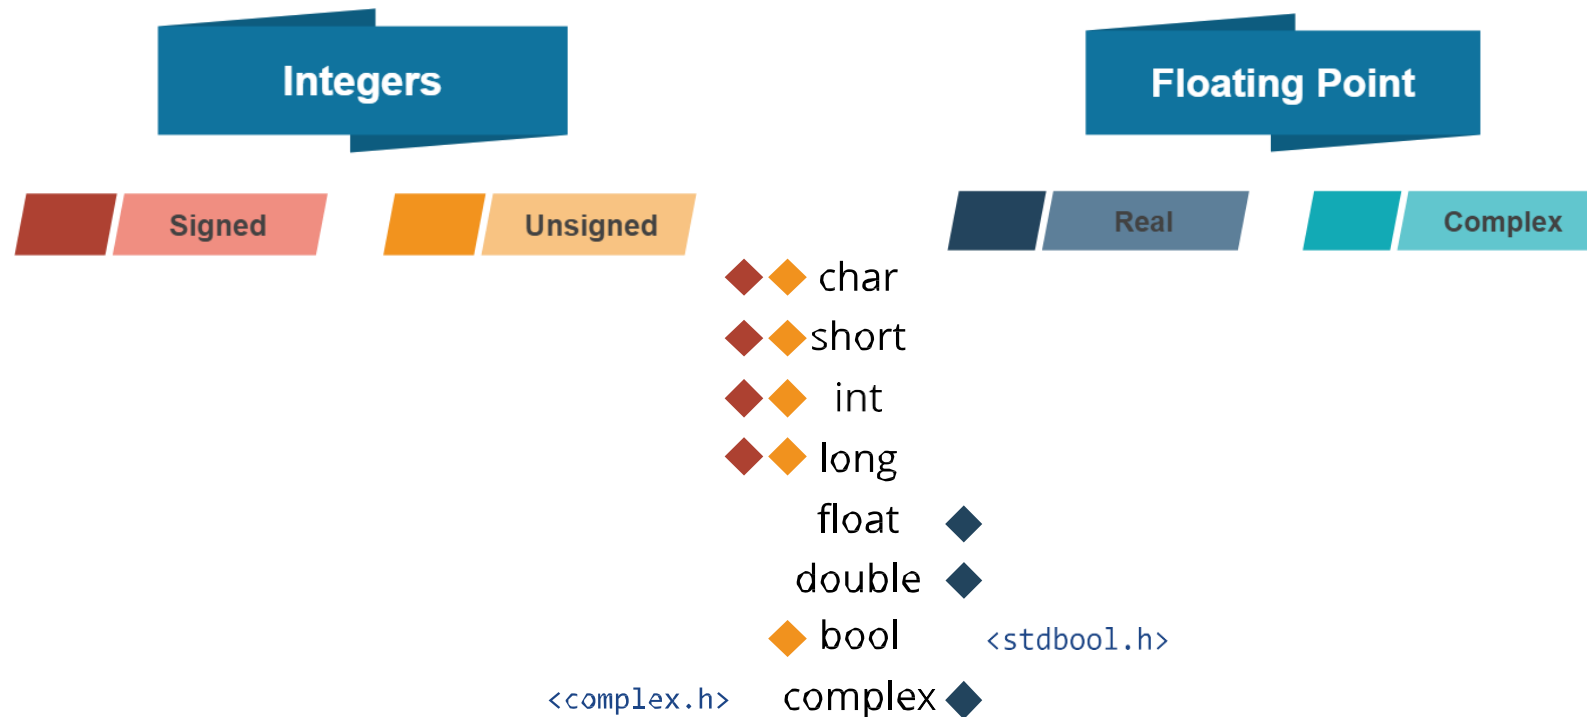 Integers
Floating Point
Signed
Unsigned
Real
Complex
char
short
int
long
float
double
bool <stdbool.h>
<complex.h> complex